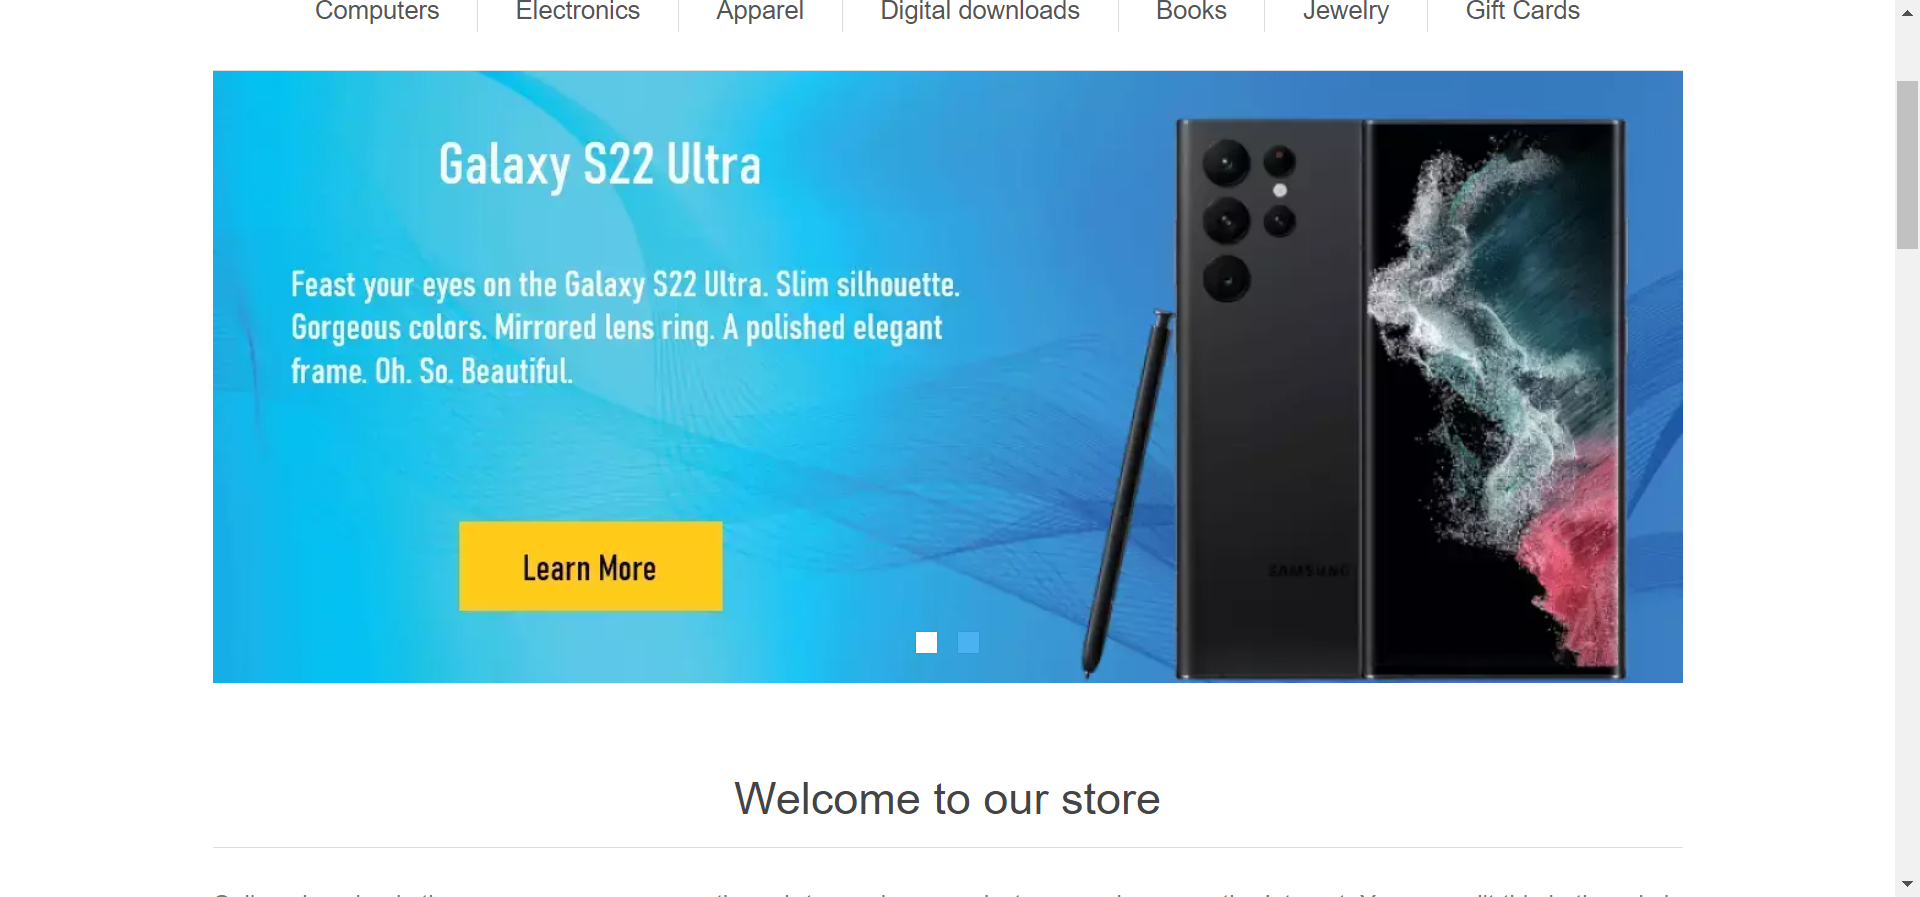 Computers
Electronics
Apparel
Digital downloads
Books
Jewelry
Gift Cards
Galaxy S22 Ultra
Feast your eyes on the Galaxy S22 Ultra. Slim silhouette.
Gorgeous colors. Mirrored lens ring. A polished elegant
frame. Oh. So. Beautiful.
SAMSUNG
Learn More
Welcome to our store